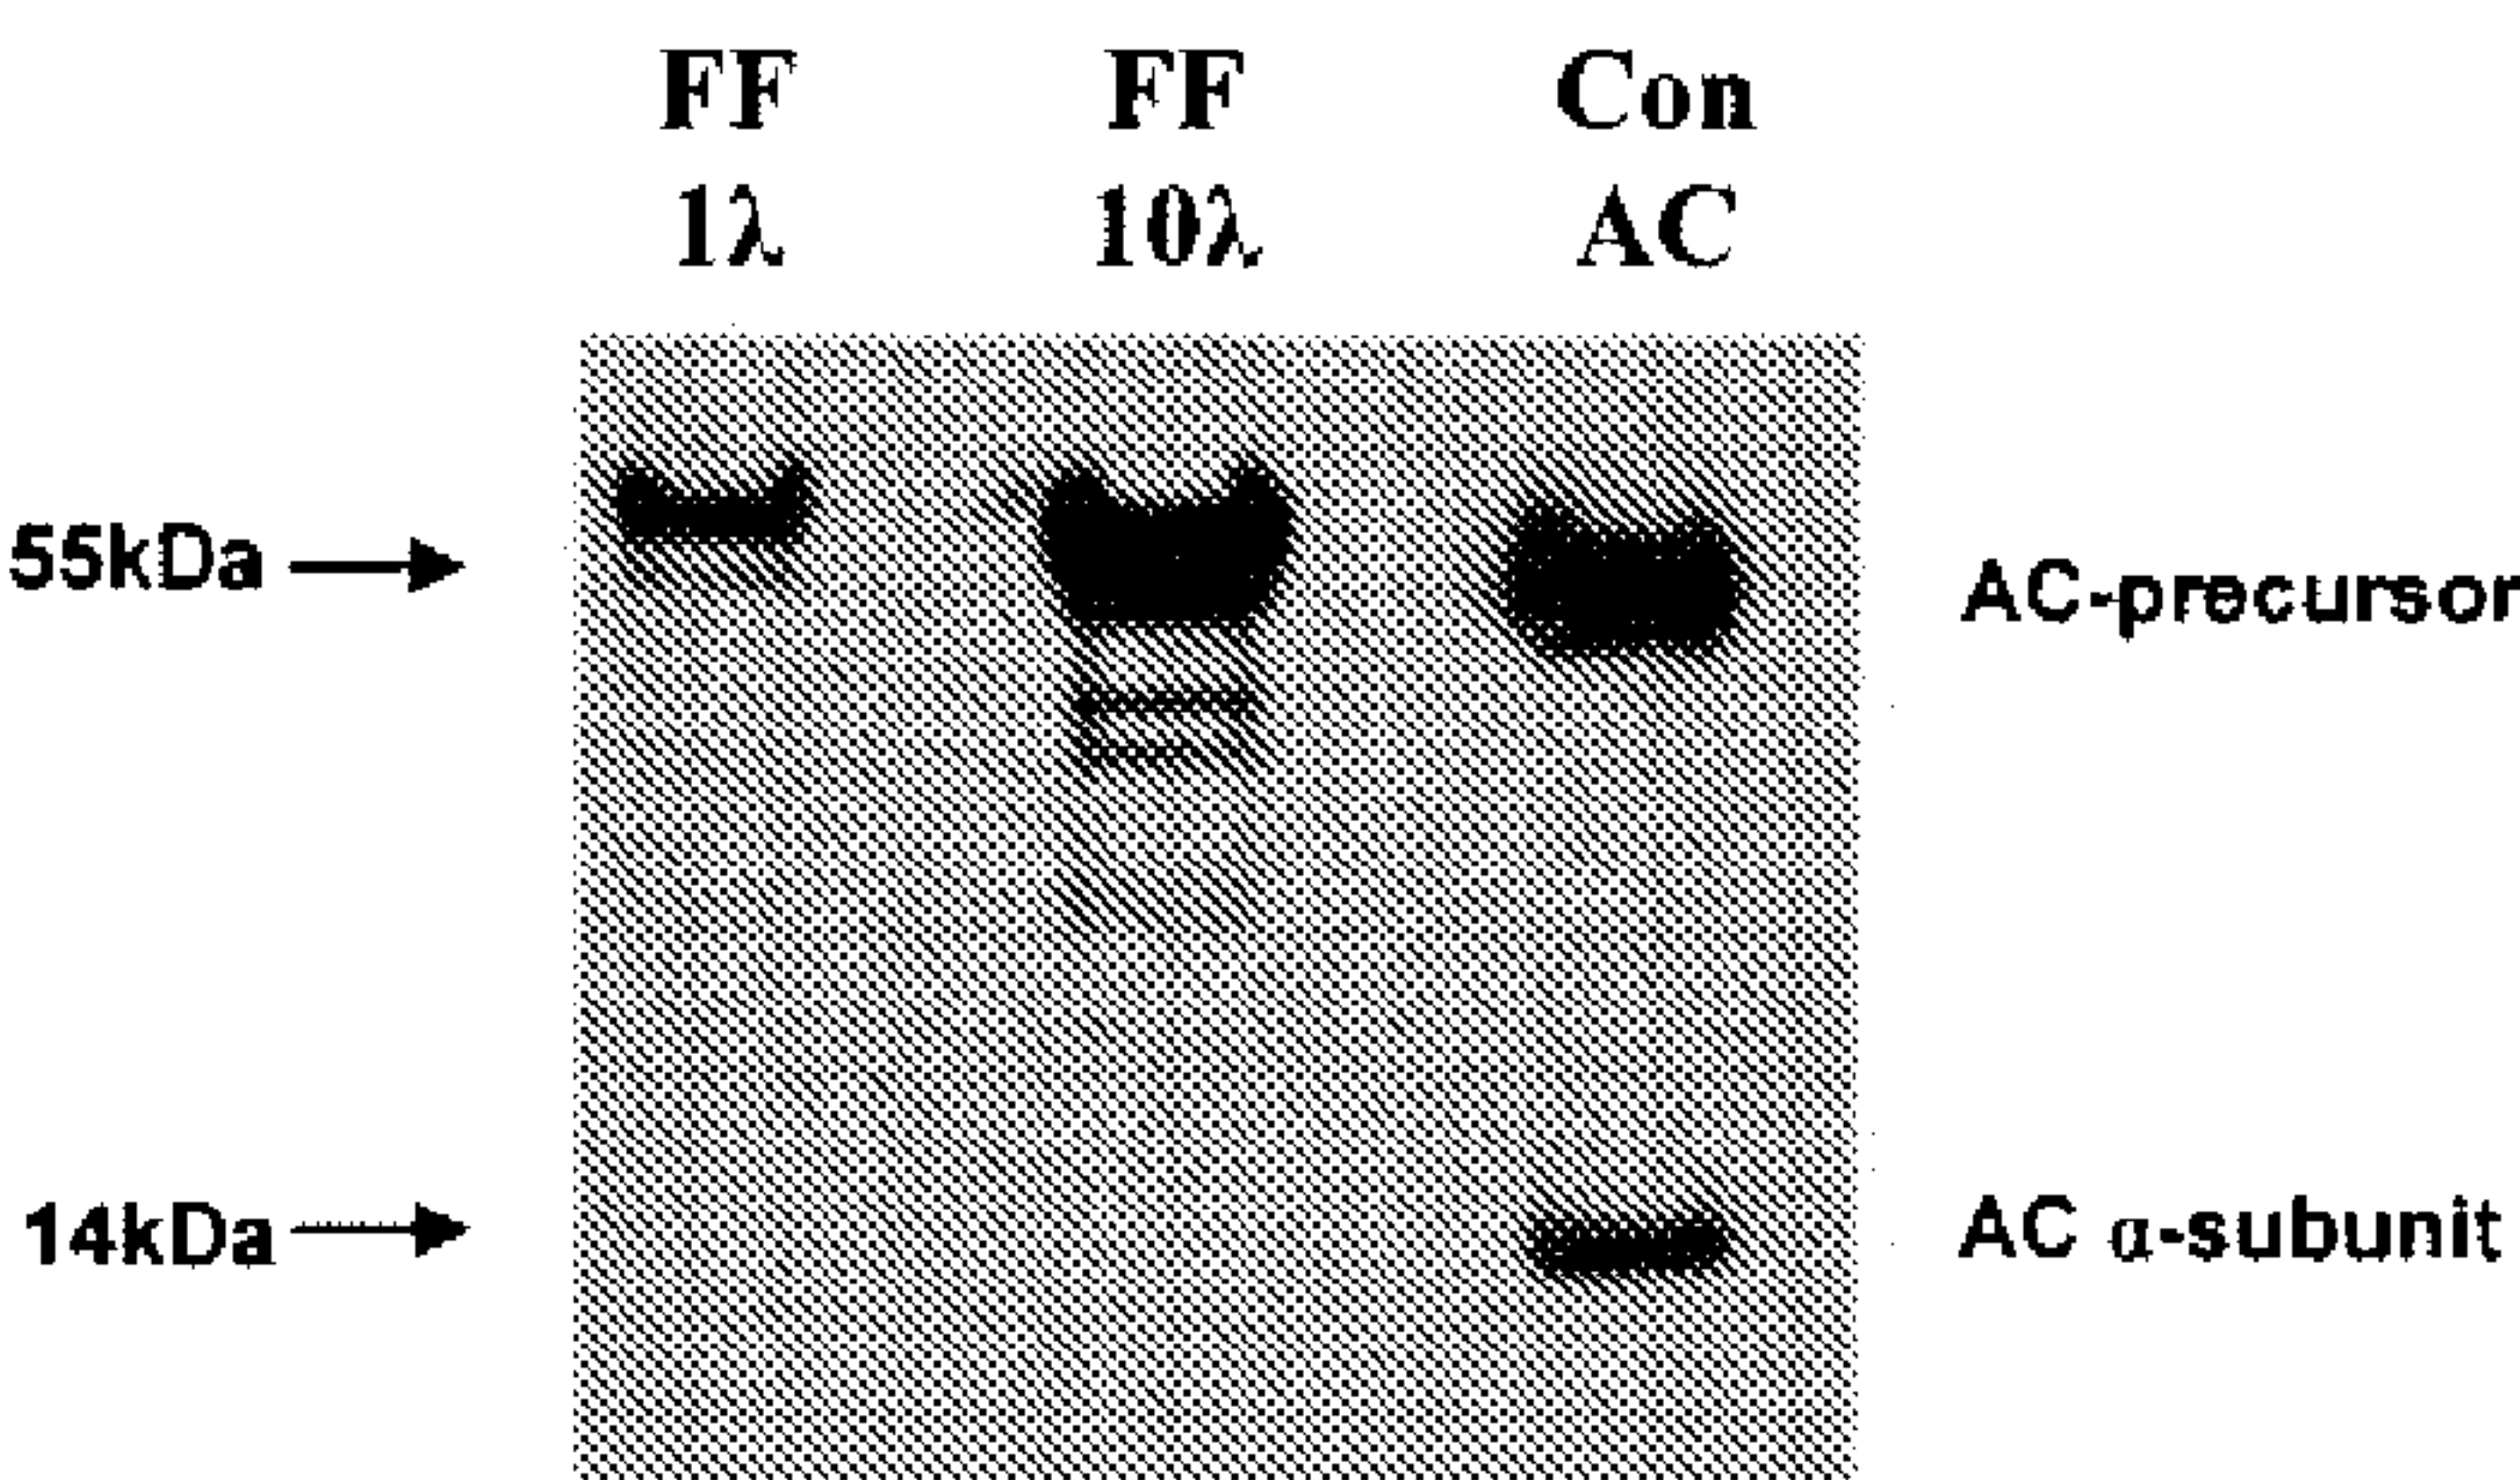 FF FF Con
1λ 10λ AC
55kDa AC-precursor
14kDa AC α-subunit